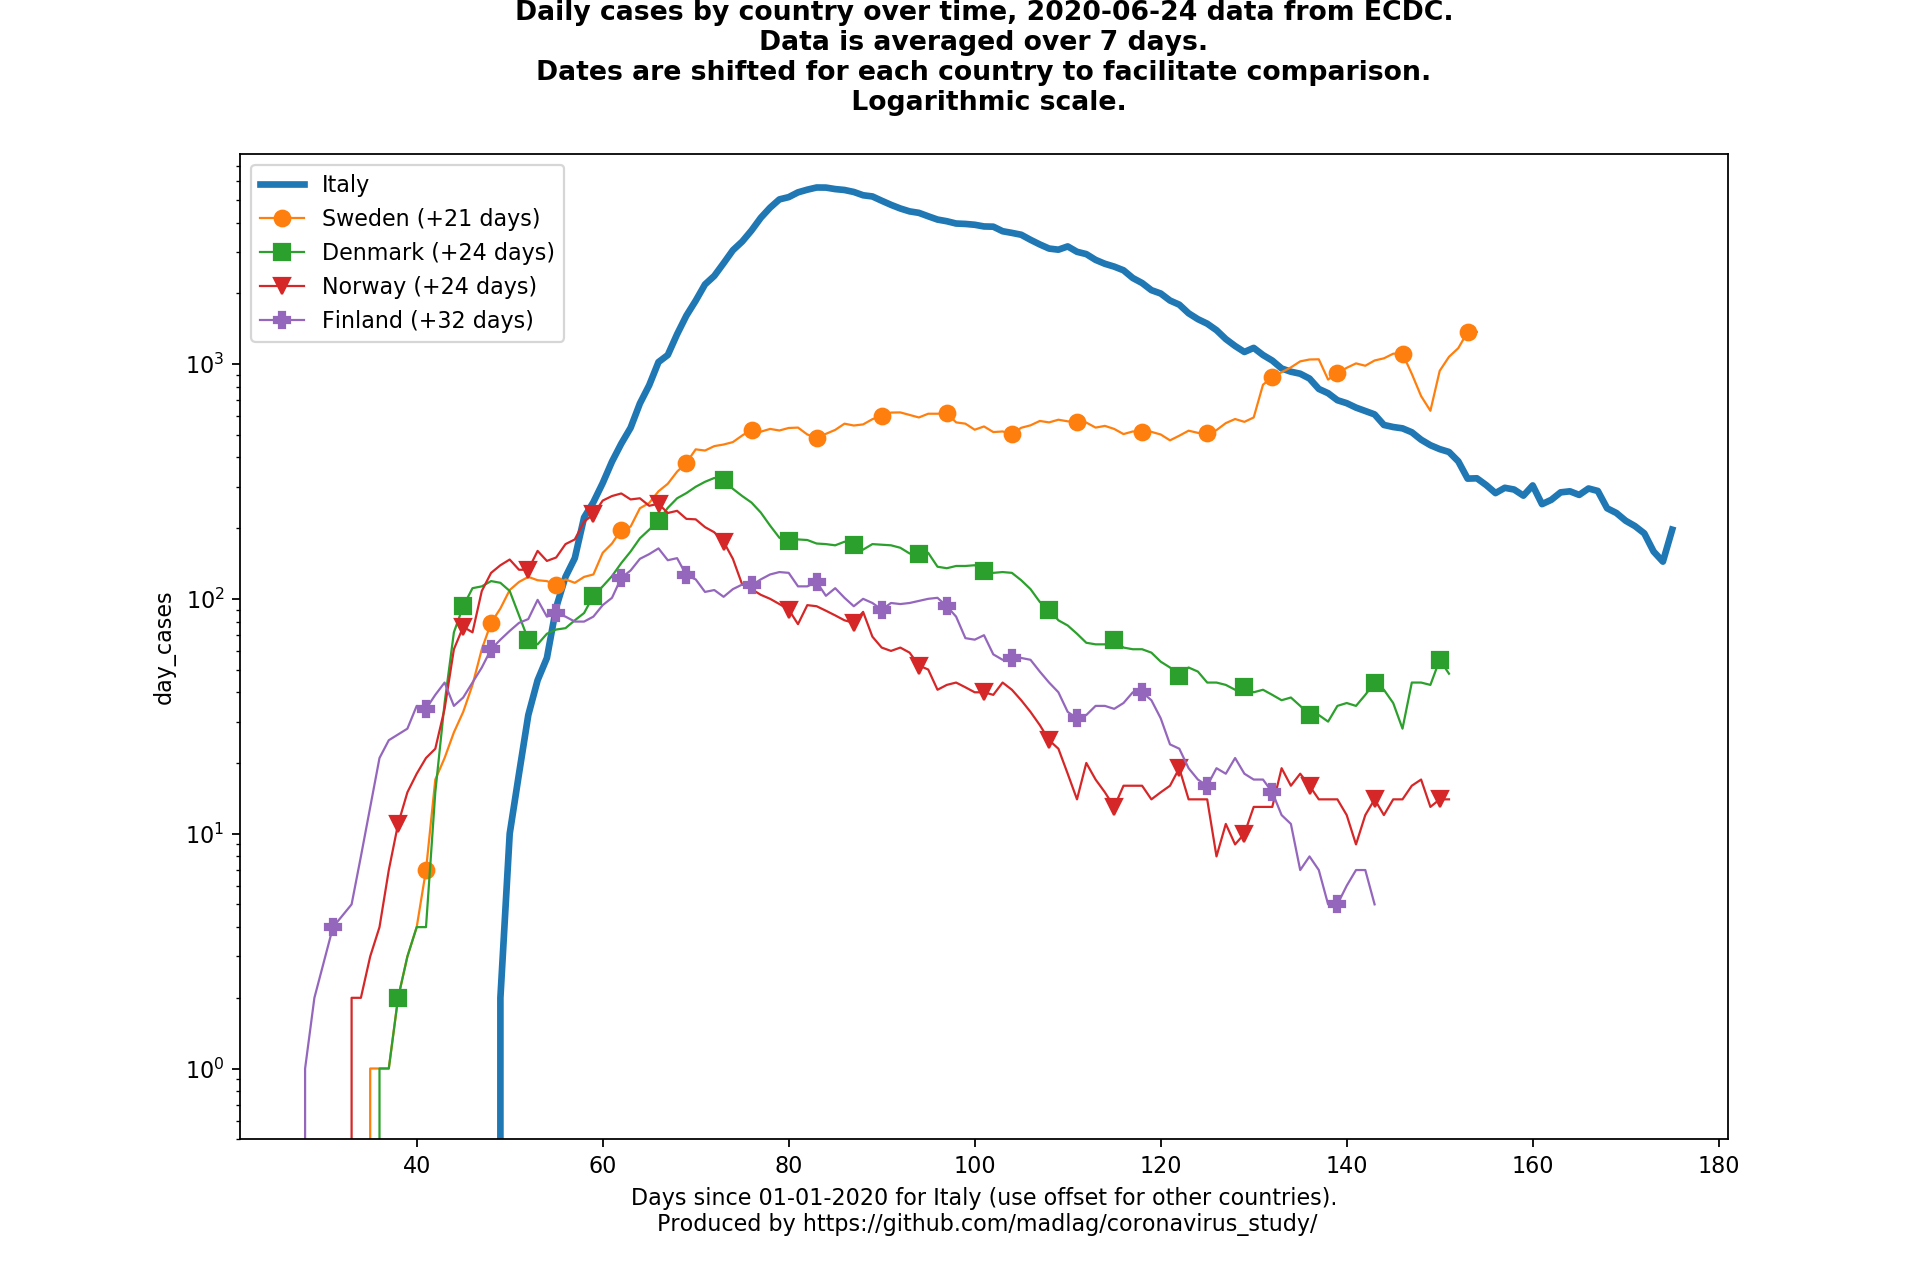 Daily cases by country over time, 2020-06-24 data from ECDC.
Data is averaged over 7 days.
Dates are shifted for each country to facilitate comparison.
Logarithmic scale.
Italy
Sweden (+21 days)
Denmark (+24 days)
Norway (+24 days)
Finland (+32 days)
day_cases
10³
10²
10¹
10⁰
40 60 80 100 120 140 160 180
Days since 01-01-2020 for Italy (use offset for other countries).
Produced by https://github.com/madlag/coronavirus_study/